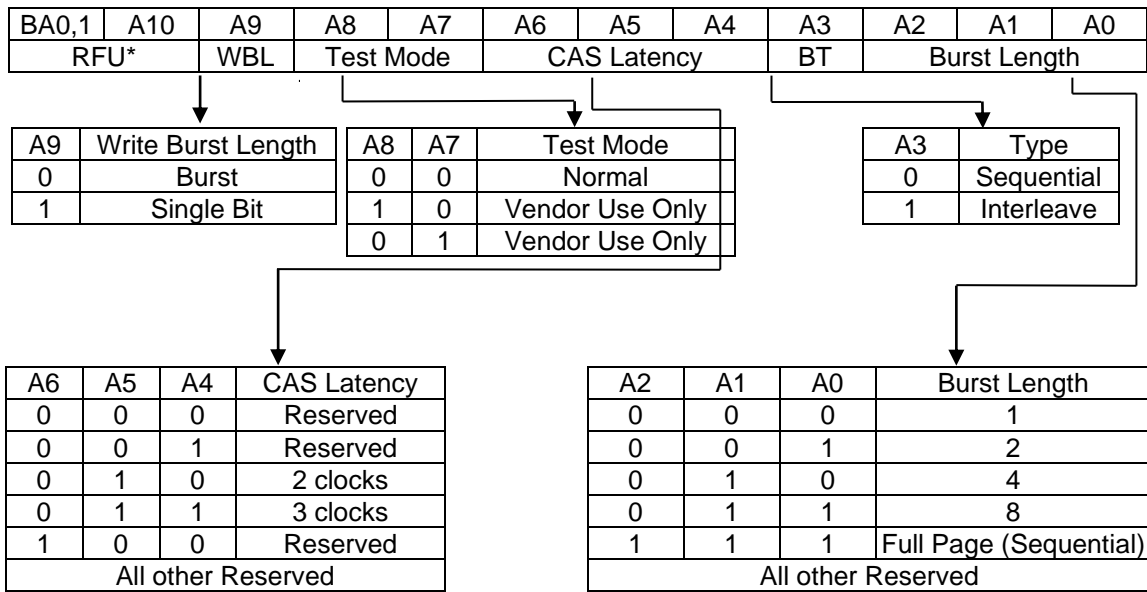 BA0,1 A10 A9 A8 A7 A6 A5 A4 A3 A2 A1 A0
RFU* WBL Test Mode CAS Latency BT Burst Length
A9 Write Burst Length
0 Burst
1 Single Bit
A8 A7 Test Mode
0 0 Normal
1 0 Vendor Use Only
0 1 Vendor Use Only
A3 Type
0 Sequential
1 Interleave
A6 A5 A4 CAS Latency
0 0 0 Reserved
0 0 1 Reserved
0 1 0 2 clocks
0 1 1 3 clocks
1 0 0 Reserved
All other Reserved
A2 A1 A0 Burst Length
0 0 0 1
0 0 1 2
0 1 0 4
0 1 1 8
1 1 1 Full Page (Sequential)
All other Reserved